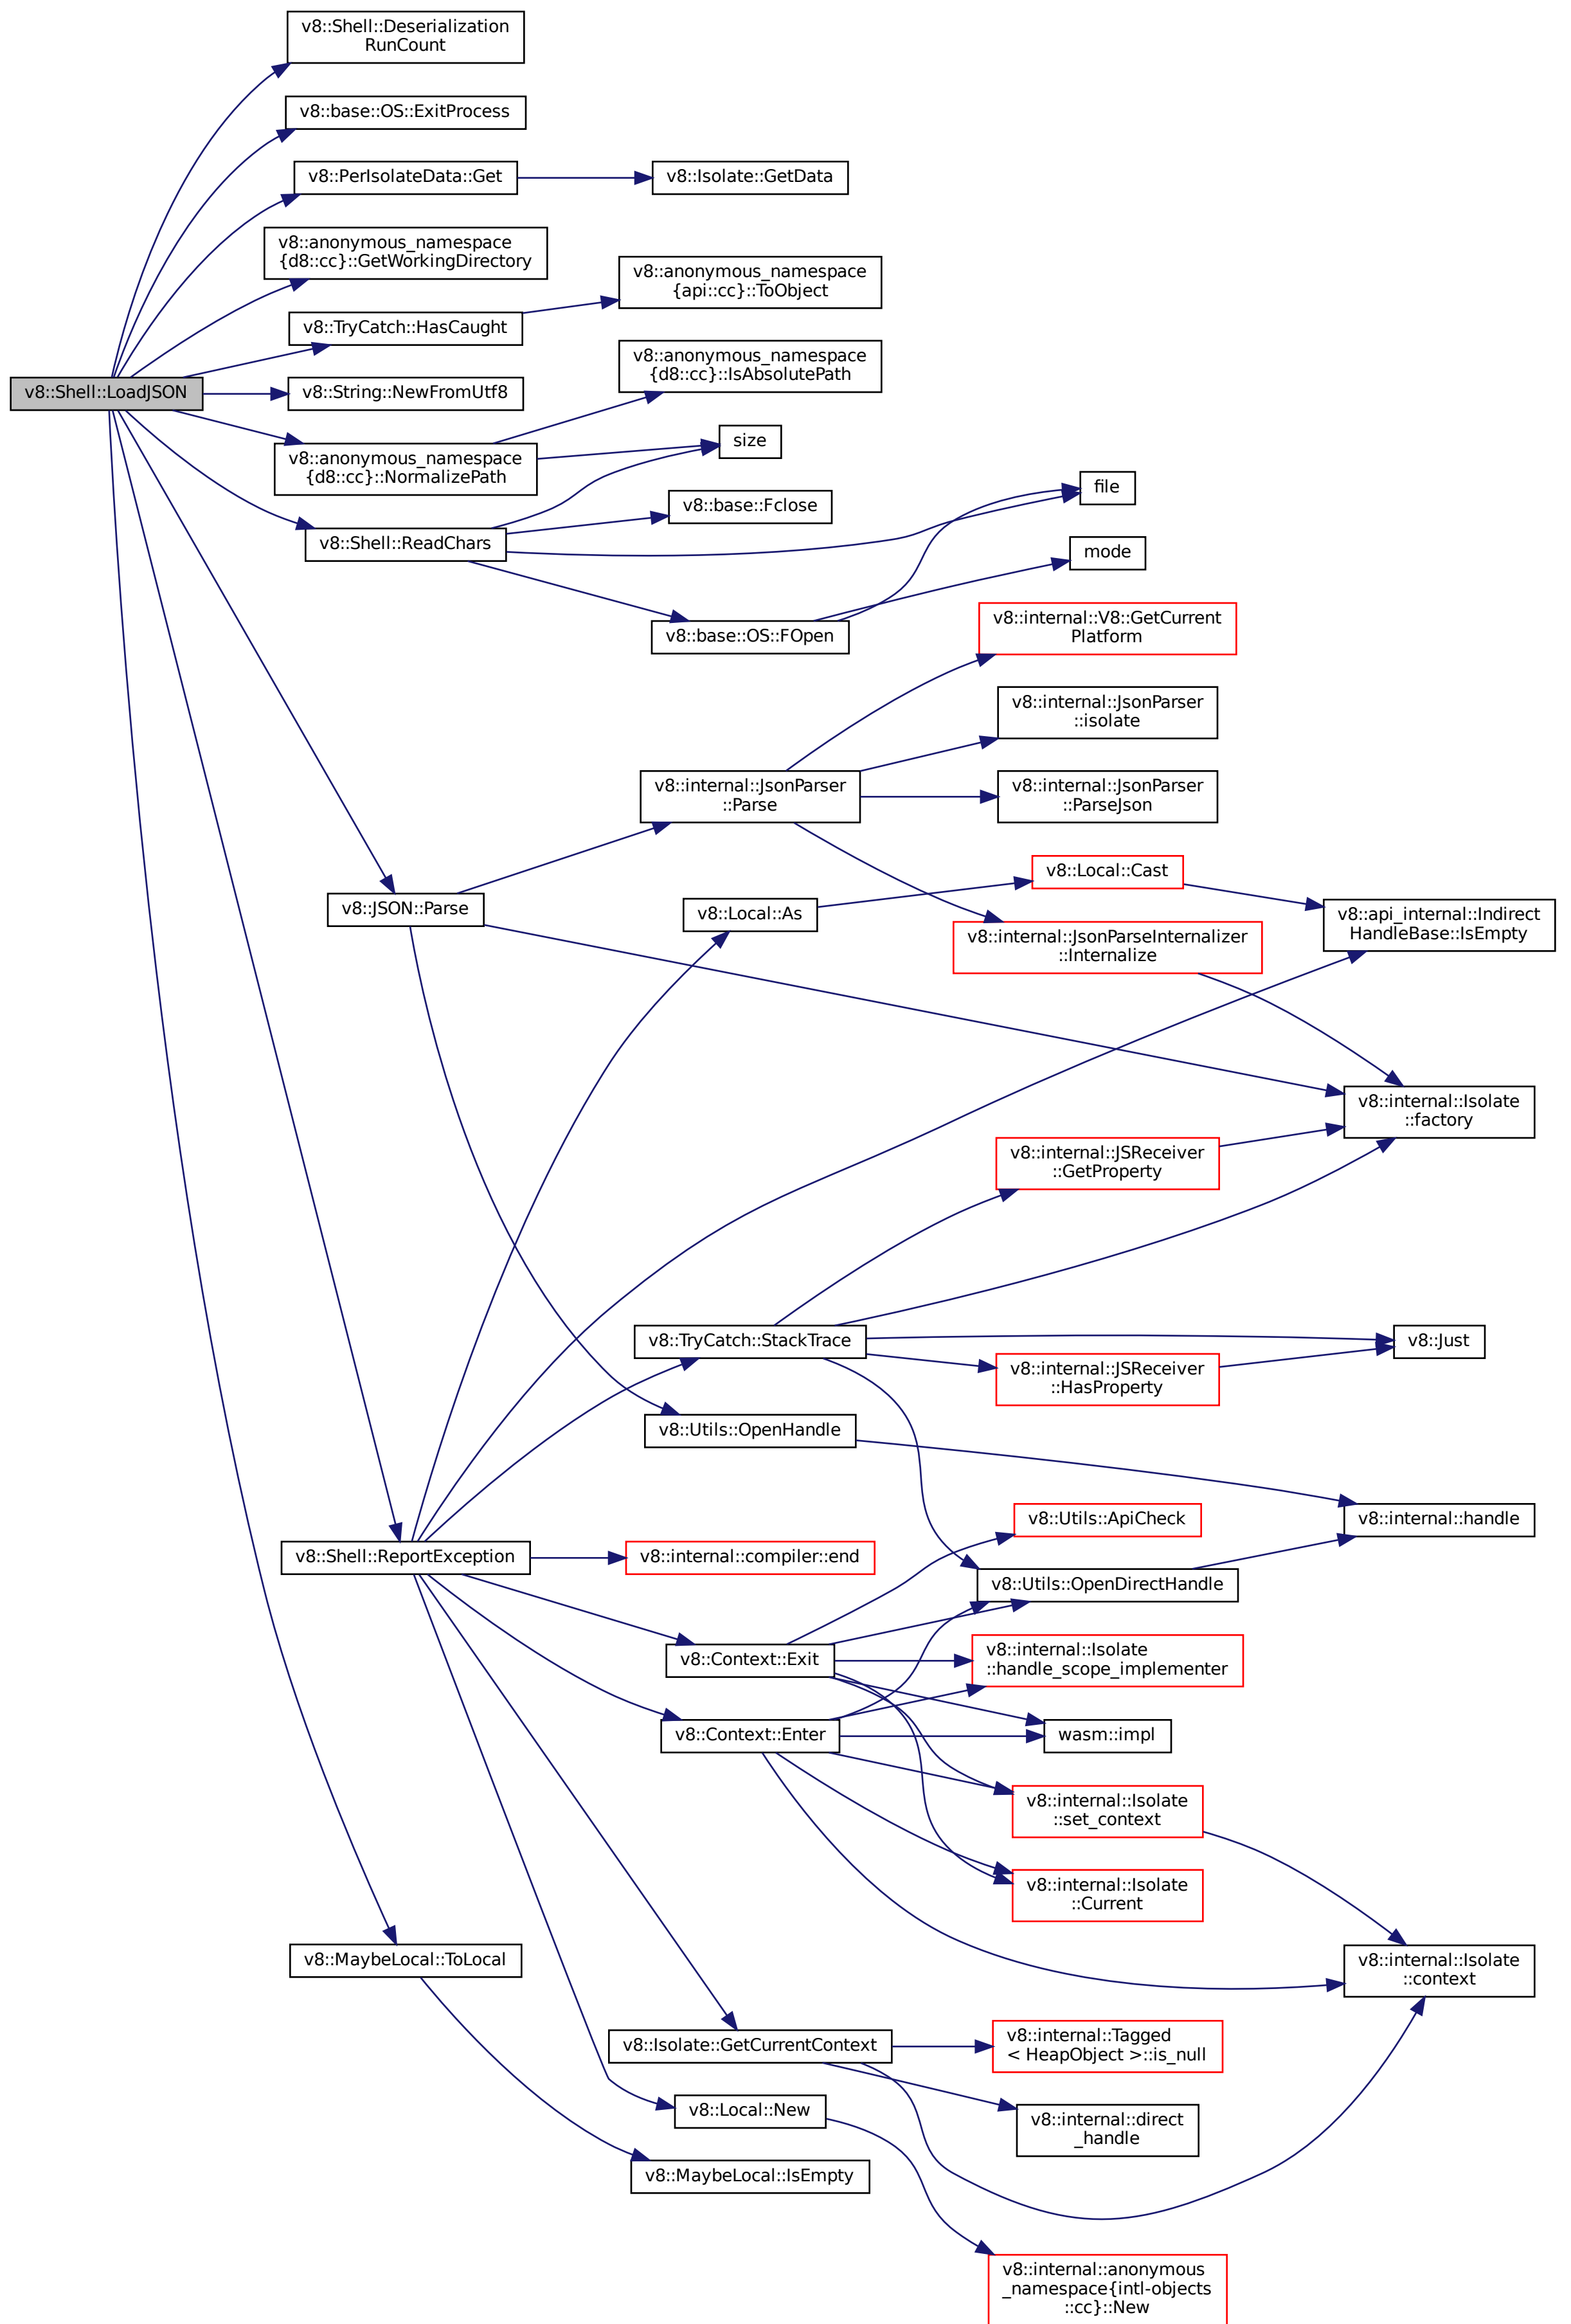 v8::Shell::Deserialization
RunCount
v8::base::OS::ExitProcess
v8::PerIsolateData::Get
v8::Isolate::GetData
v8::anonymous_namespace
{d8::cc}::GetWorkingDirectory
v8::anonymous_namespace
{api::cc}::ToObject
v8::TryCatch::HasCaught
v8::anonymous_namespace
{d8::cc}::IsAbsolutePath
v8::Shell::LoadJSON
v8::String::NewFromUtf8
size
v8::anonymous_namespace
{d8::cc}::NormalizePath
file
v8::base::Fclose
v8::Shell::ReadChars
mode
v8::base::OS::FOpen
v8::internal::V8::GetCurrent
Platform
v8::internal::JsonParser
::isolate
v8::internal::JsonParser
::Parse
v8::internal::JsonParser
::ParseJson
v8::Local::Cast
v8::JSON::Parse
v8::Local::As
v8::api_internal::Indirect
HandleBase::IsEmpty
v8::internal::JsonParseInternalizer
::Internalize
v8::internal::Isolate
::factory
v8::internal::JSReceiver
::GetProperty
v8::TryCatch::StackTrace
v8::Just
v8::internal::JSReceiver
::HasProperty
v8::Utils::OpenHandle
v8::Utils::ApiCheck
v8::internal::handle
v8::Shell::ReportException
v8::internal::compiler::end
v8::Utils::OpenDirectHandle
v8::Context::Exit
v8::internal::Isolate
::handle_scope_implementer
v8::Context::Enter
wasm::impl
v8::internal::Isolate
::set_context
v8::internal::Isolate
::Current
v8::MaybeLocal::ToLocal
v8::internal::Isolate
::context
v8::Isolate::GetCurrentContext
v8::internal::Tagged
< HeapObject >::is_null
v8::Local::New
v8::internal::direct
_handle
v8::MaybeLocal::IsEmpty
v8::internal::anonymous
_namespace{intl-objects
::cc}::New